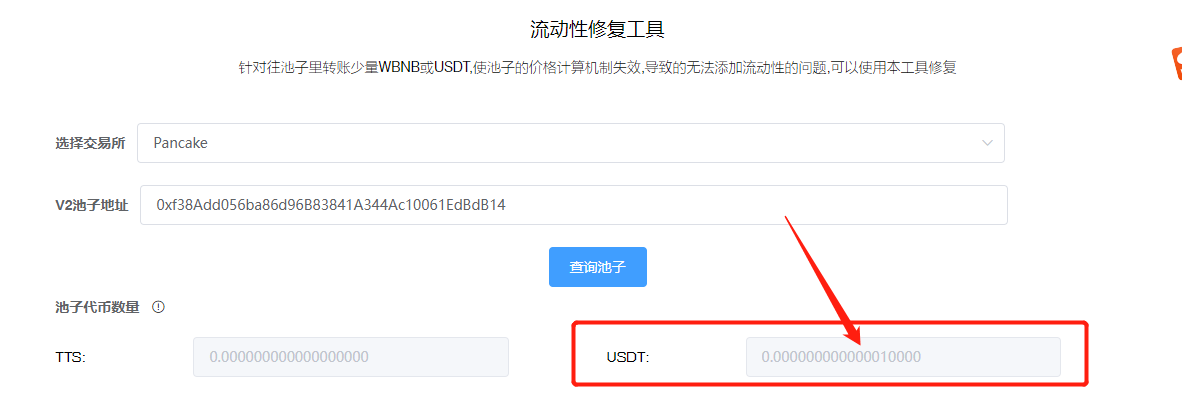 流动性修复工具
针对往池子里转账少量WBNB或USDT,使池子的价格计算机制失效,导致的无法添加流动性的问题,可以使用本工具修复
选择交易所 Pancake
V2池子地址 0xf38Add056ba86d96B83841A344Ac10061EdBdB14
查询池子
池子代币数量
TTS: 0.000000000000000000 USDT: 0.000000000000010000